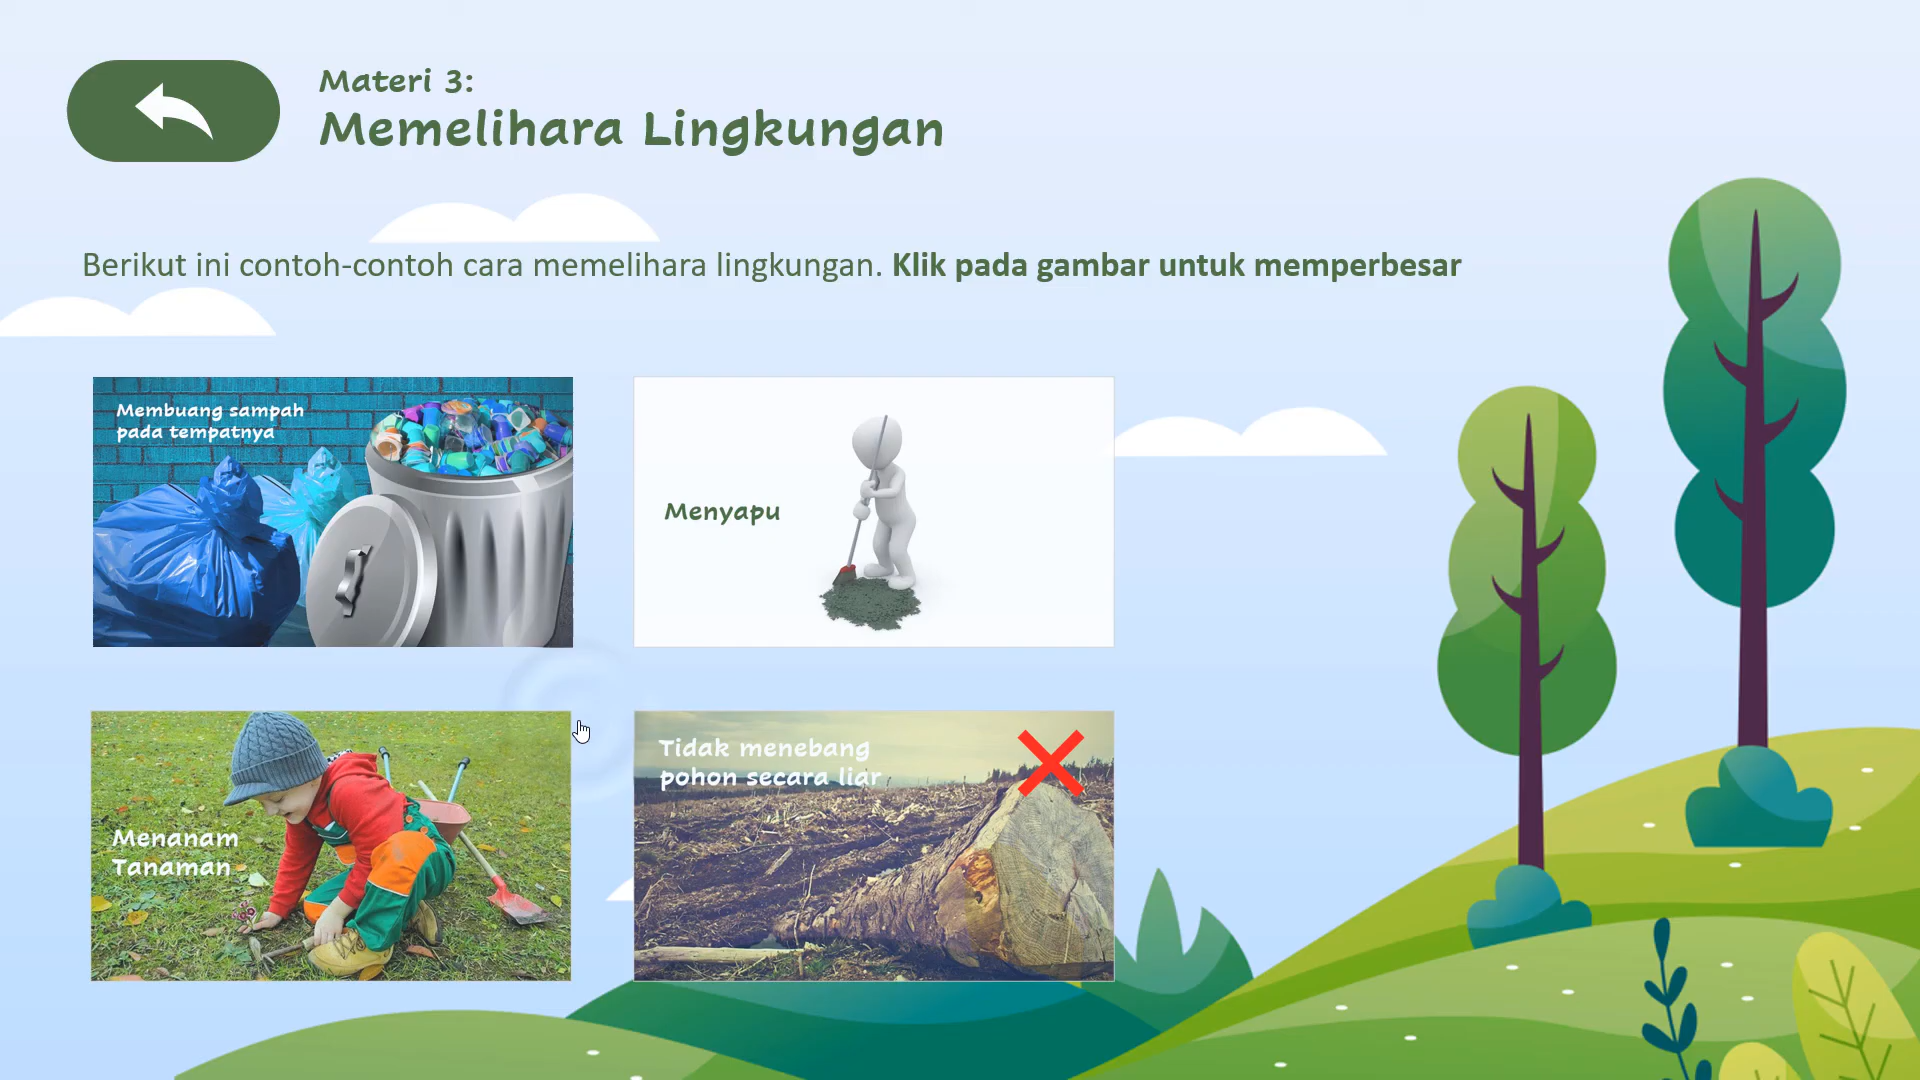 Materi 3:
Memelihara Lingkungan
Berikut ini contoh-contoh cara memelihara lingkungan. Klik pada gambar untuk memperbesar
Membuang sampah
pada tempatnya
Menyapu
Menanam
Tanaman
Tidak menebang
pohon secara liar